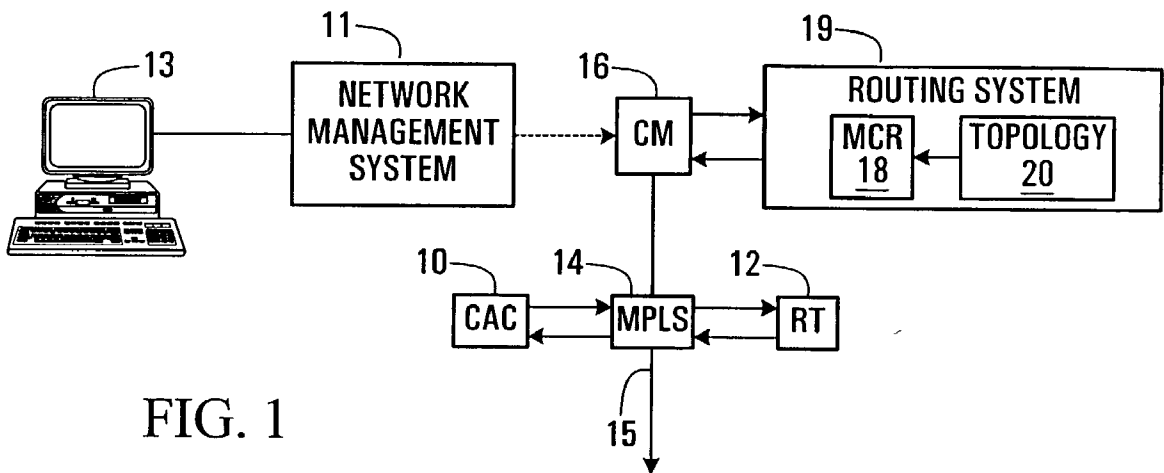 13
11
NETWORK
MANAGEMENT
SYSTEM
16
CM
19
ROUTING SYSTEM
MCR
18
TOPOLOGY
20
10
CAC
14
MPLS
12
RT
15
FIG. 1